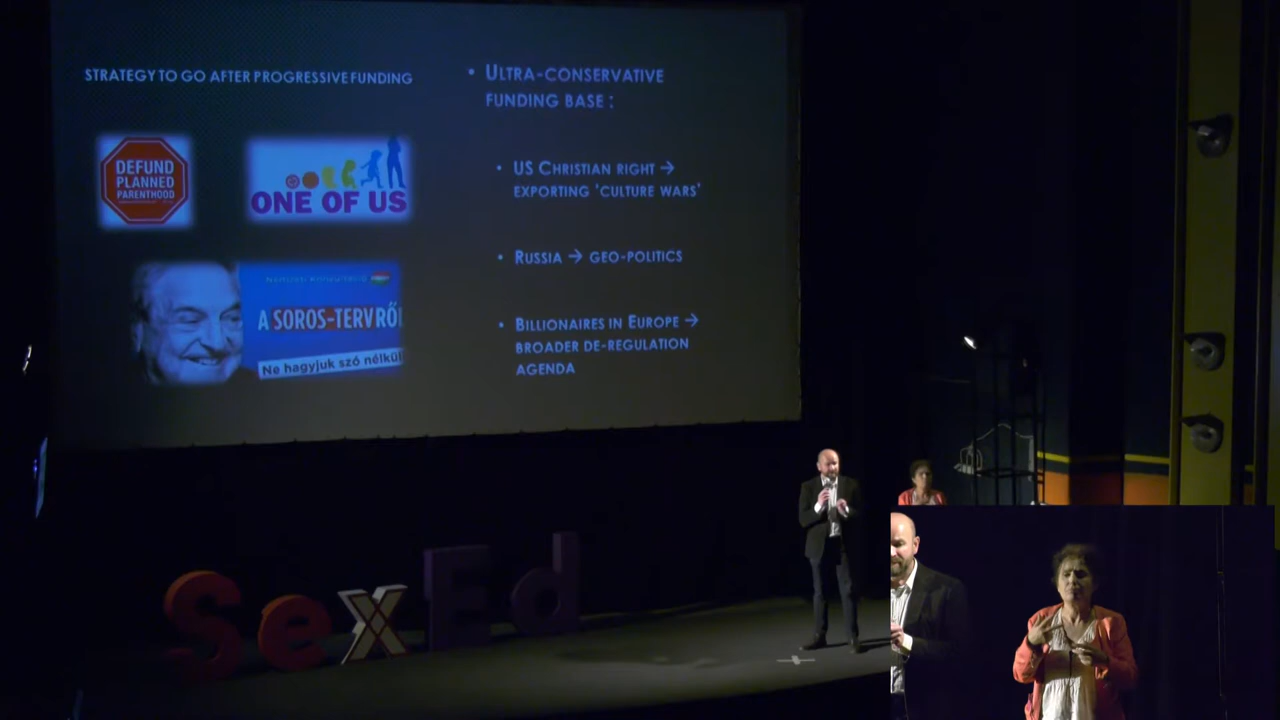 STRATEGY TO GO AFTER PROGRESSIVE FUNDING
DEFUND
PLANNED
PARENTHOOD
ONE OF US
A SOROS-TERVRŐL
Ne hagyjuk szó nélkül
• ULTRA-CONSERVATIVE
FUNDING BASE :
• US CHRISTIAN RIGHT →
EXPORTING ‘CULTURE WARS’
• RUSSIA → GEO-POLITICS
• BILLIONAIRES IN EUROPE →
BROADER DE-REGULATION
AGENDA
SexEd